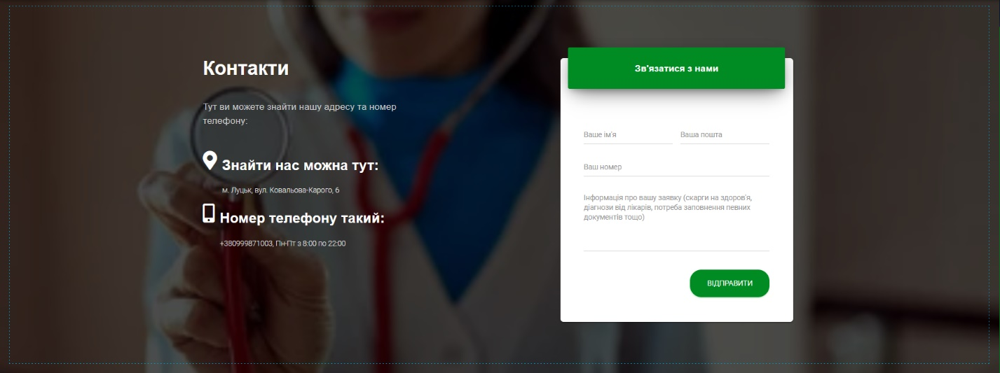 Контакти
Тут ви можете знайти нашу адресу та номер
телефону:
Знайти нас можна тут:
м. Луцьк, вул. Ковальова-Карого, 6
Номер телефону такий:
+380999871003, Пн-Пт з 8:00 по 22:00
Зв'язатися з нами
Ваше ім'я Ваша пошта
Ваш номер
Інформація про вашу заявку (скарги на здоров'я,
діагнози від лікарів, потреба заповнення певних
документів тощо)
ВІДПРАВИТИ